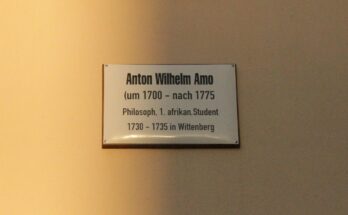 Anton Wilhelm Amo
(um 1700 - nach 1775
Philosoph, 1. afrikan. Student
1730 - 1735 in Wittenberg